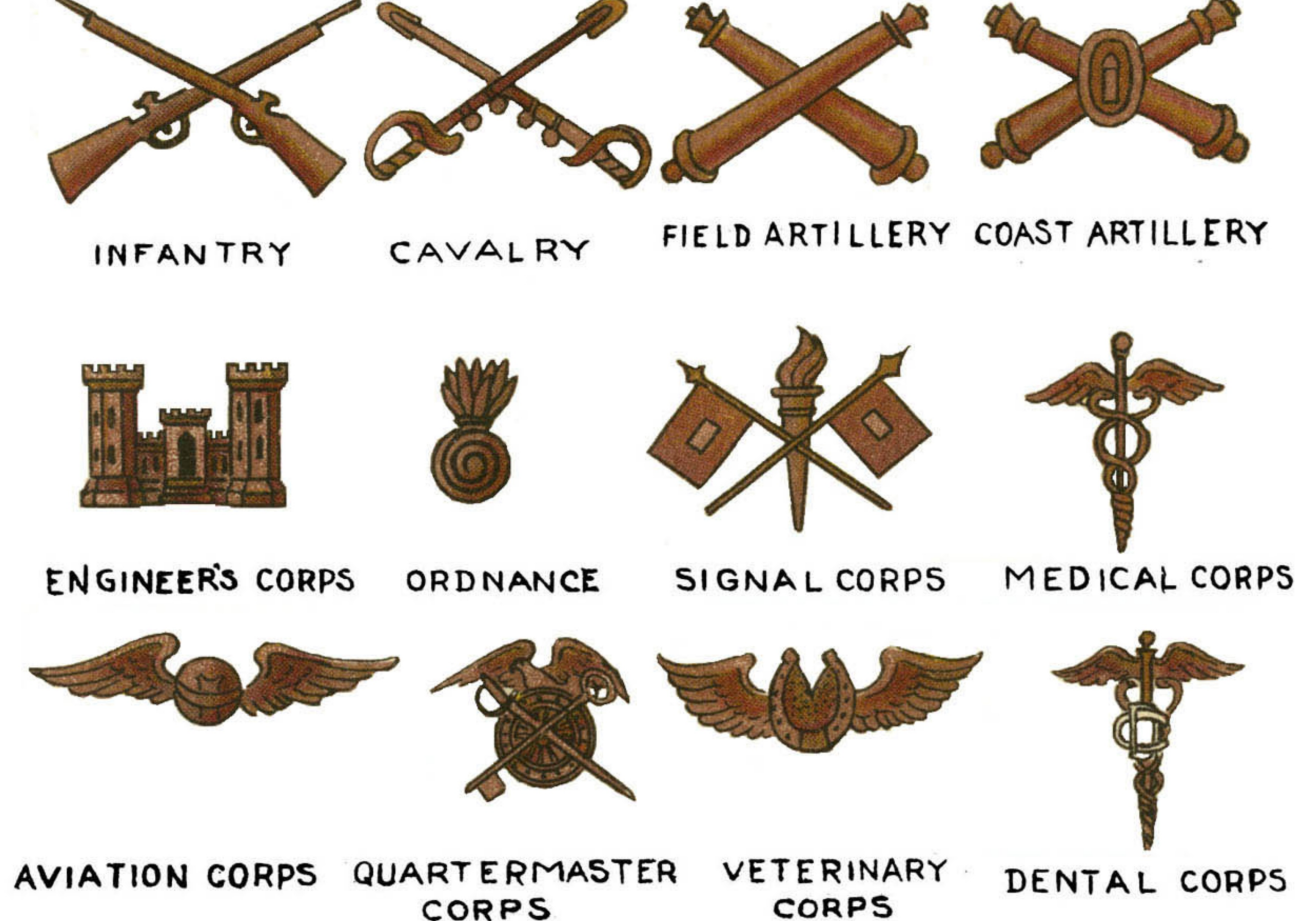 INFANTRY
CAVALRY
FIELD ARTILLERY
COAST ARTILLERY
ENGINEER'S CORPS
ORDNANCE
SIGNAL CORPS
MEDICAL CORPS
AVIATION CORPS
QUARTERMASTER
CORPS
VETERINARY
CORPS
DENTAL CORPS